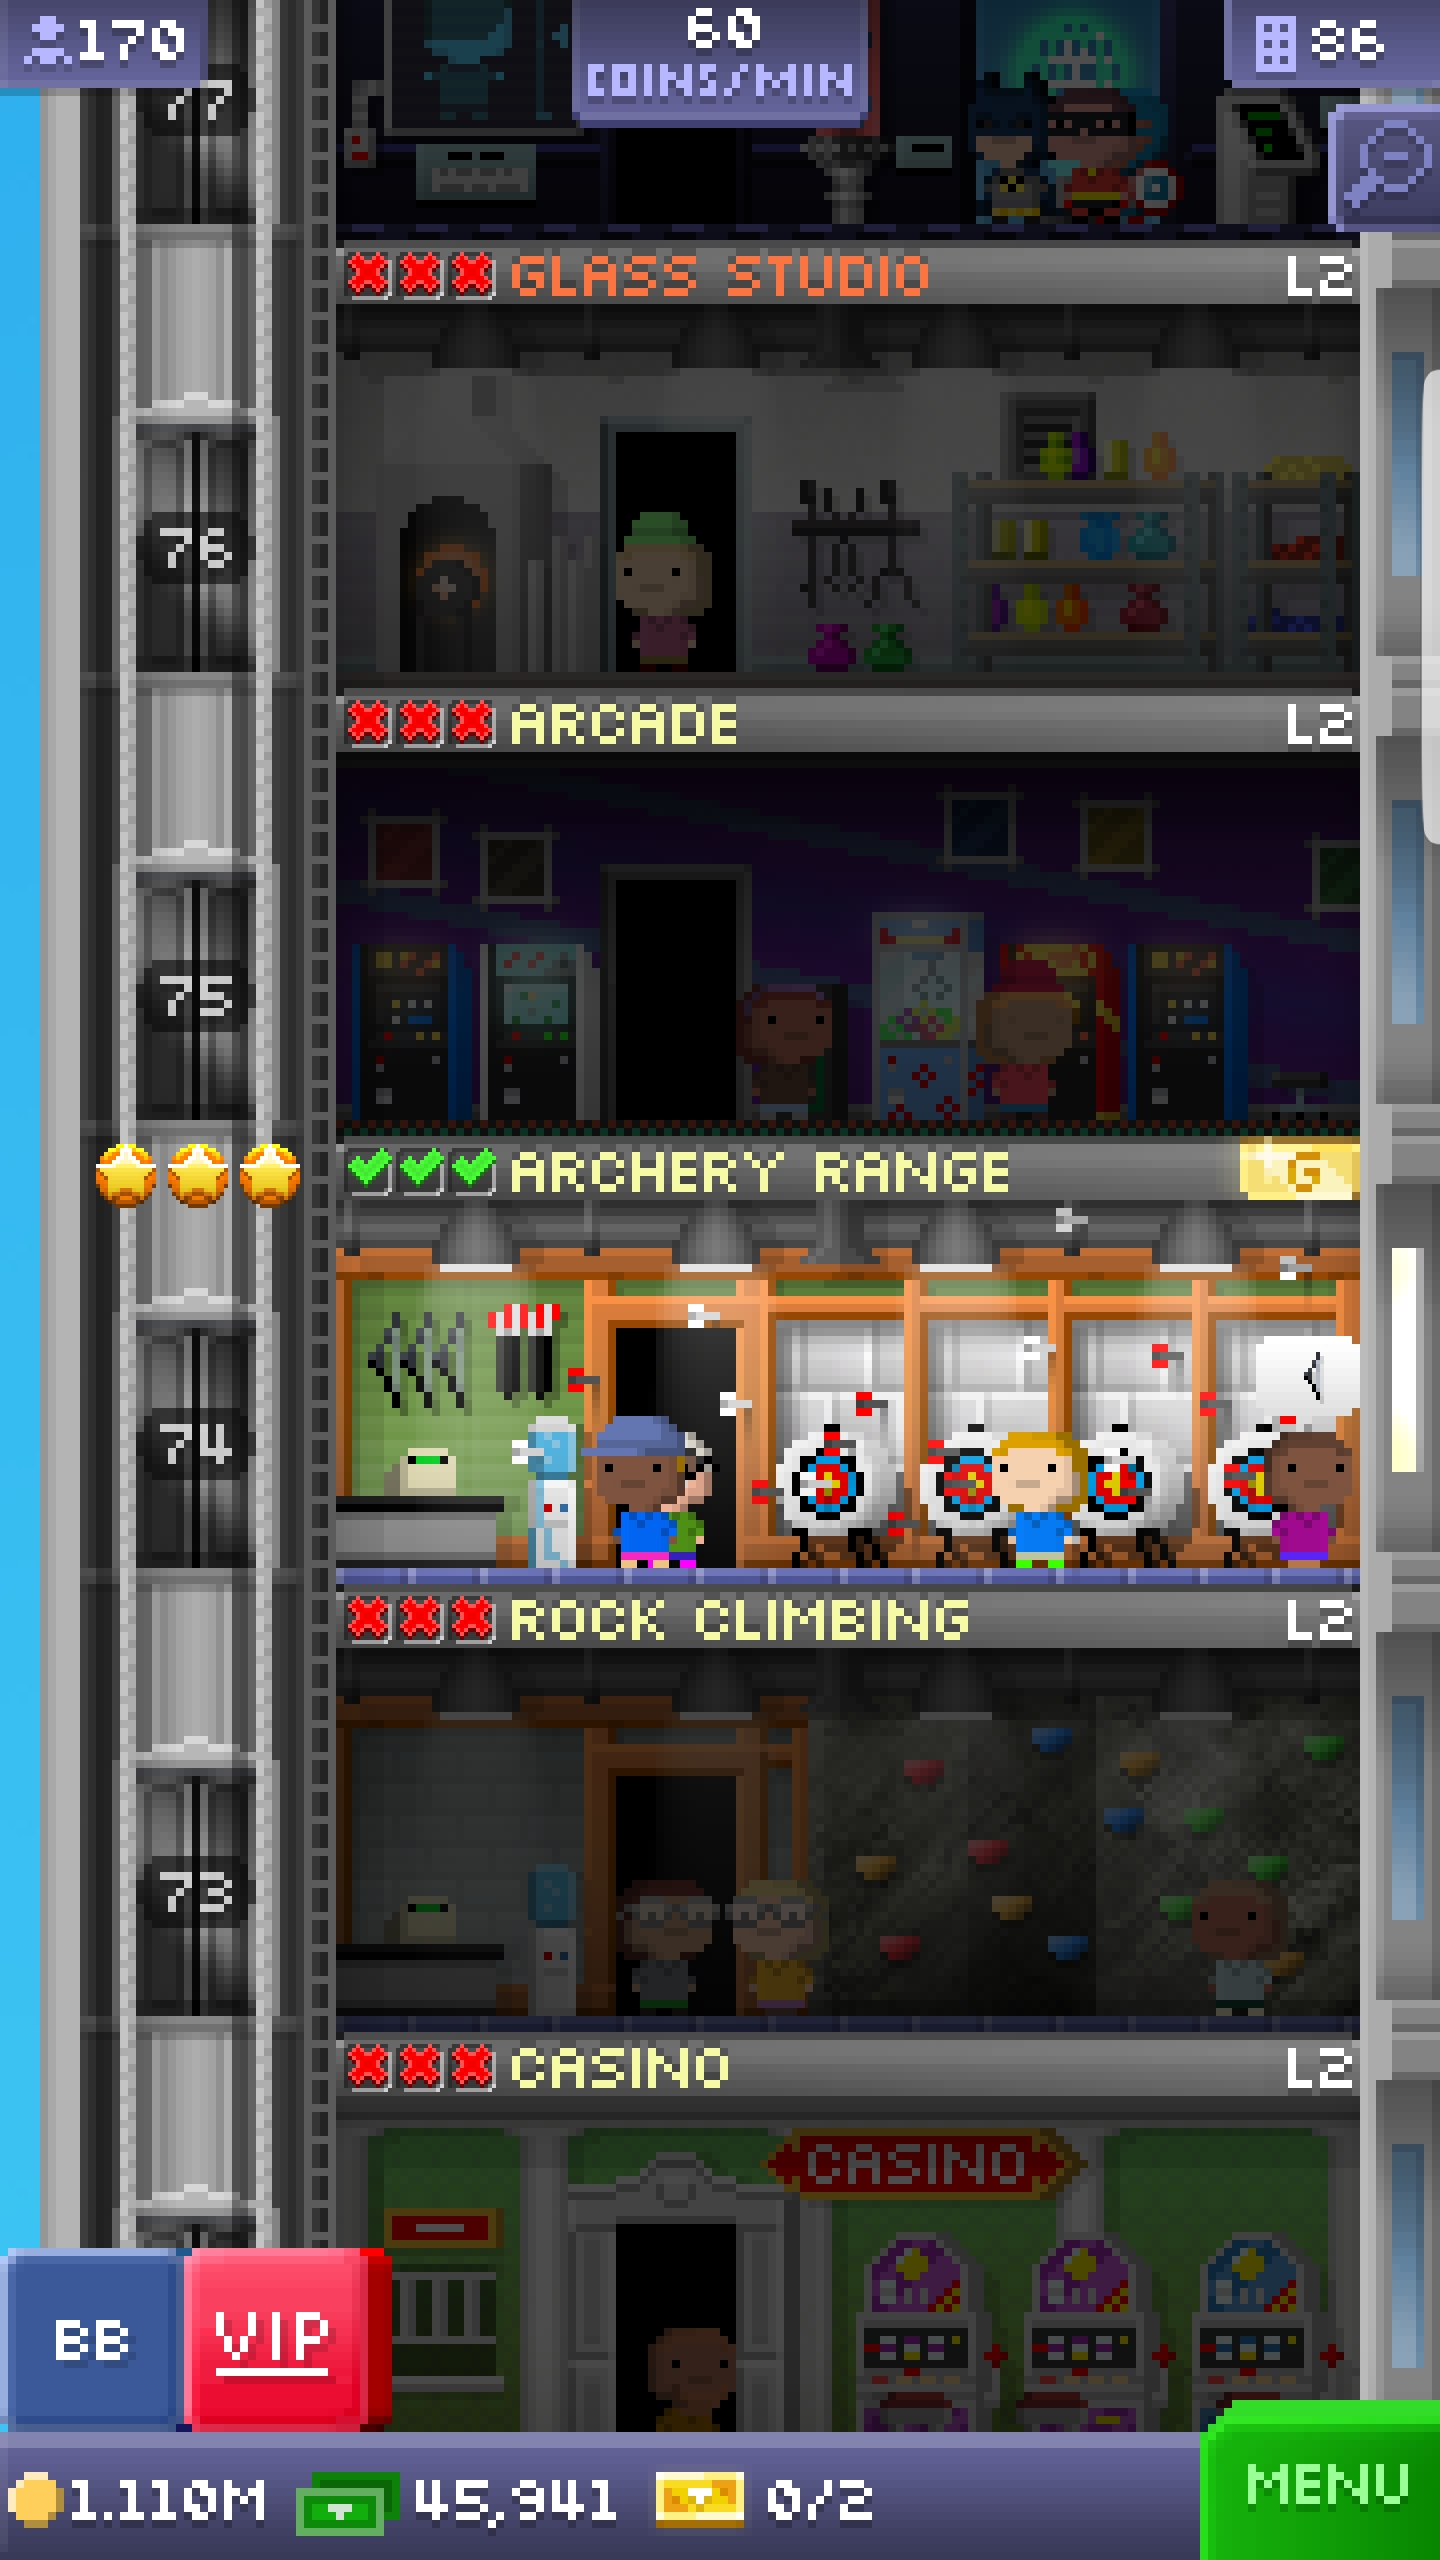 170
60
COINS/MIN
86
77
GLASS STUDIO
L2
76
ARCADE
L2
75
ARCHERY RANGE
G
74
ROCK CLIMBING
L2
73
CASINO
L2
CASINO
BB
VIP
1.110M
45,941
0/2
MENU